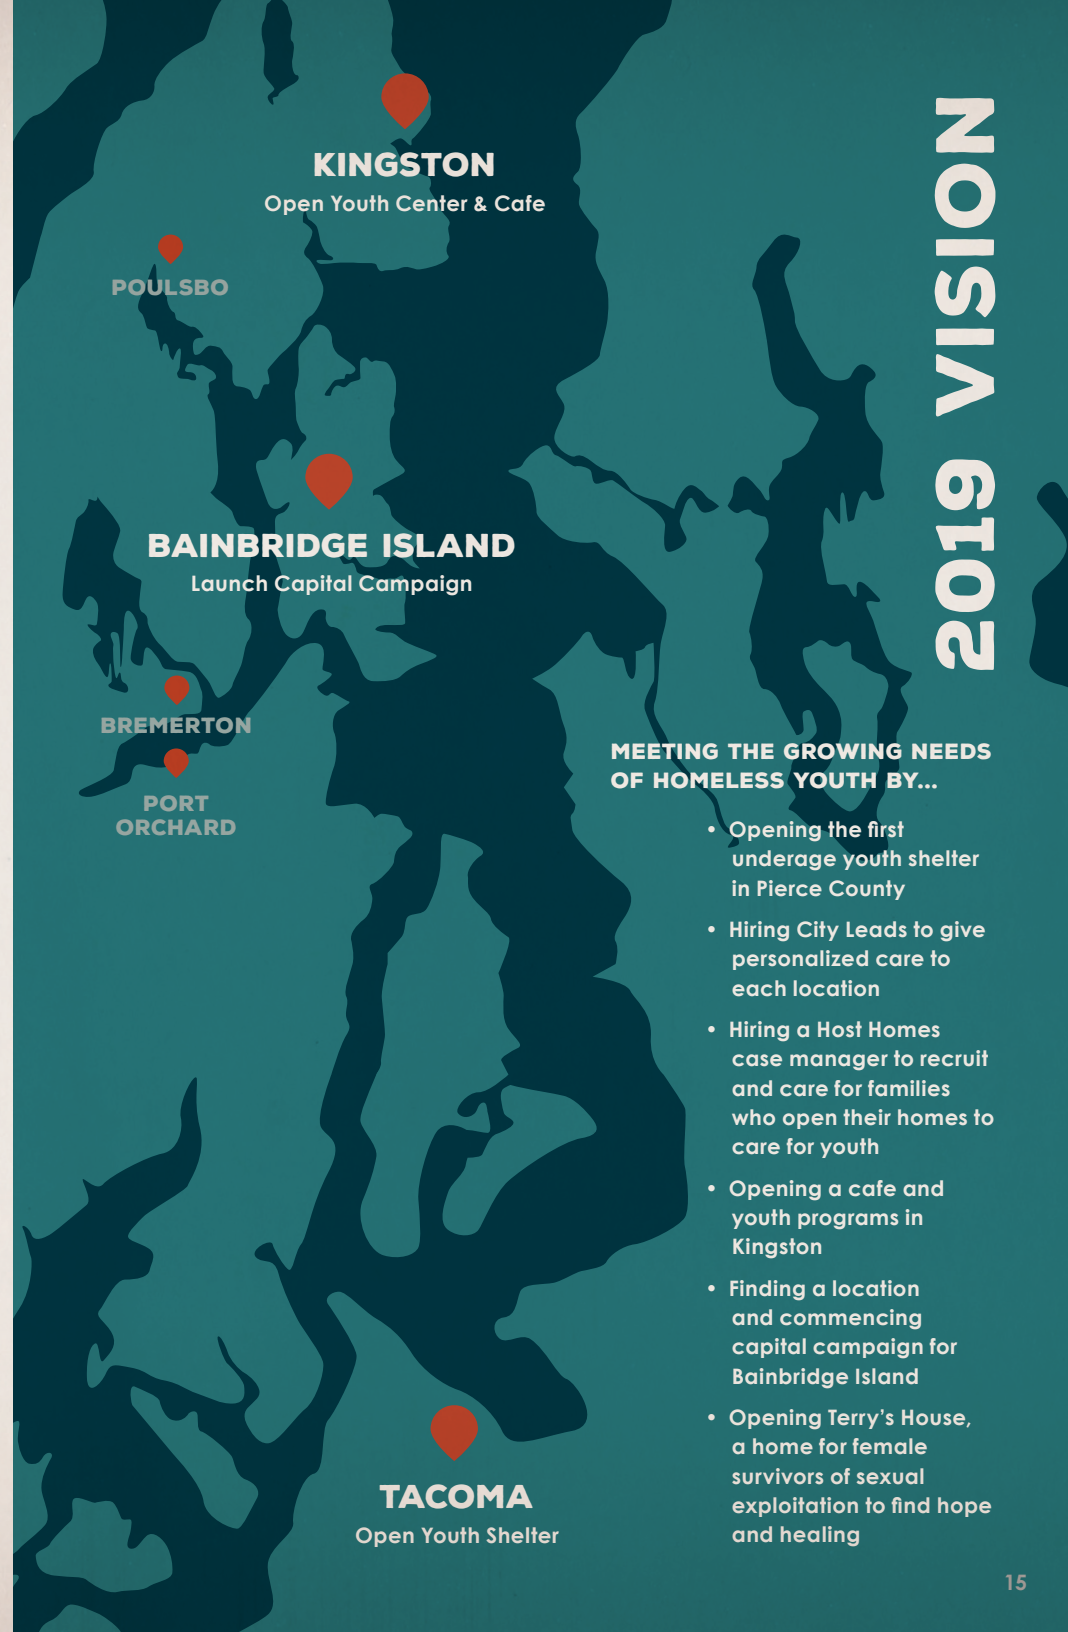 2019 VISION
KINGSTON
Open Youth Center & Cafe
POULSBO
BAINBRIDGE ISLAND
Launch Capital Campaign
BREMERTON
PORT
ORCHARD
TACOMA
Open Youth Shelter
MEETING THE GROWING NEEDS
OF HOMELESS YOUTH BY...
• Opening the first
underage youth shelter
in Pierce County
• Hiring City Leads to give
personalized care to
each location
• Hiring a Host Homes
case manager to recruit
and care for families
who open their homes to
care for youth
• Opening a cafe and
youth programs in
Kingston
• Finding a location
and commencing
capital campaign for
Bainbridge Island
• Opening Terry’s House,
a home for female
survivors of sexual
exploitation to find hope
and healing
15